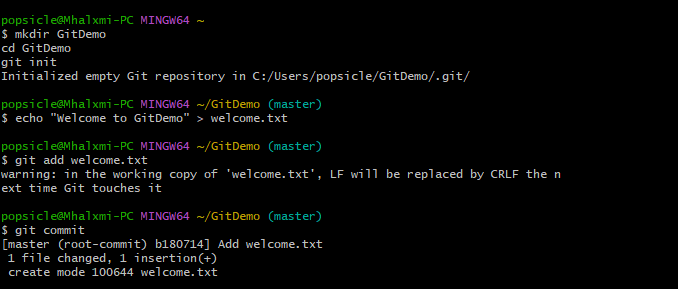 popsicle@Mhalxmi-PC MINGW64 ~
$ mkdir GitDemo
cd GitDemo
git init
Initialized empty Git repository in C:/Users/popsicle/GitDemo/.git/
popsicle@Mhalxmi-PC MINGW64 ~/GitDemo (master)
$ echo "Welcome to GitDemo" > welcome.txt
popsicle@Mhalxmi-PC MINGW64 ~/GitDemo (master)
$ git add welcome.txt
warning: in the working copy of 'welcome.txt', LF will be replaced by CRLF the n
ext time Git touches it
popsicle@Mhalxmi-PC MINGW64 ~/GitDemo (master)
$ git commit
[master (root-commit) b180714] Add welcome.txt
 1 file changed, 1 insertion(+)
 create mode 100644 welcome.txt